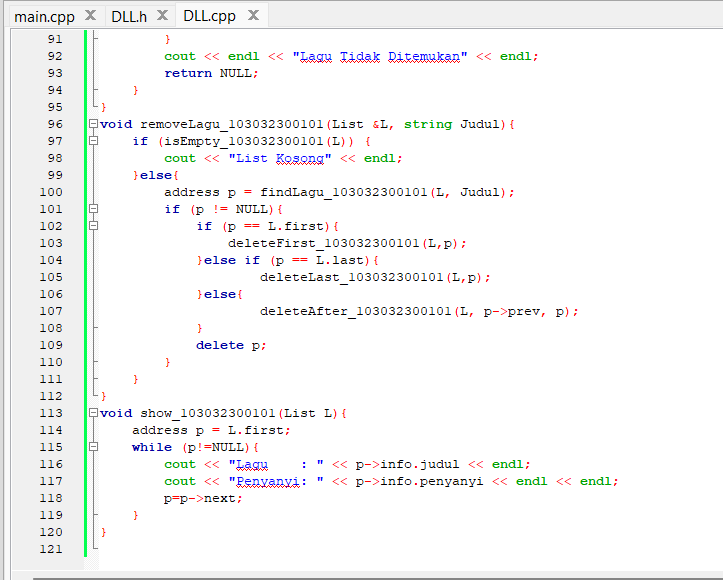 main.cpp X DLL.h X DLL.cpp X
91 }
92 cout << endl << "Lagu Tidak Ditemukan" << endl;
93 return NULL;
94 }
95 }
96 void removeLagu_103032300101(List &L, string Judul){
97 if (isEmpty_103032300101(L)) {
98 cout << "List Kosong" << endl;
99 }else{
100 address p = findLagu_103032300101(L, Judul);
101 if (p != NULL){
102 if (p == L.first){
103 deleteFirst_103032300101(L,p);
104 }else if (p == L.last){
105 deleteLast_103032300101(L,p);
106 }else{
107 deleteAfter_103032300101(L, p->prev, p);
108 }
109 delete p;
110 }
111 }
112 }
113 void show_103032300101(List L){
114 address p = L.first;
115 while (p!=NULL){
116 cout << "Lagu    : " << p->info.judul << endl;
117 cout << "Penyanyi: " << p->info.penyanyi << endl << endl;
118 p=p->next;
119 }
120 }
121